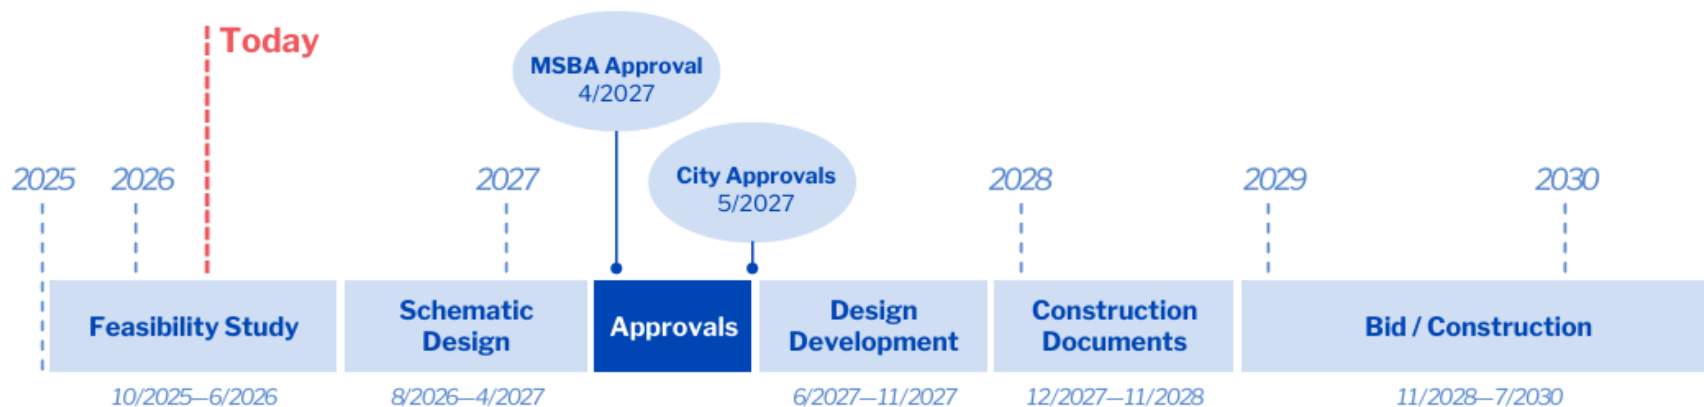 Today
MSBA Approval
4/2027
City Approvals
5/2027
2025
2026
2027
2028
2029
2030
Feasibility Study
Schematic
Design
Approvals
Design
Development
Construction
Documents
Bid / Construction
10/2025—6/2026
8/2026—4/2027
6/2027—11/2027
12/2027—11/2028
11/2028—7/2030